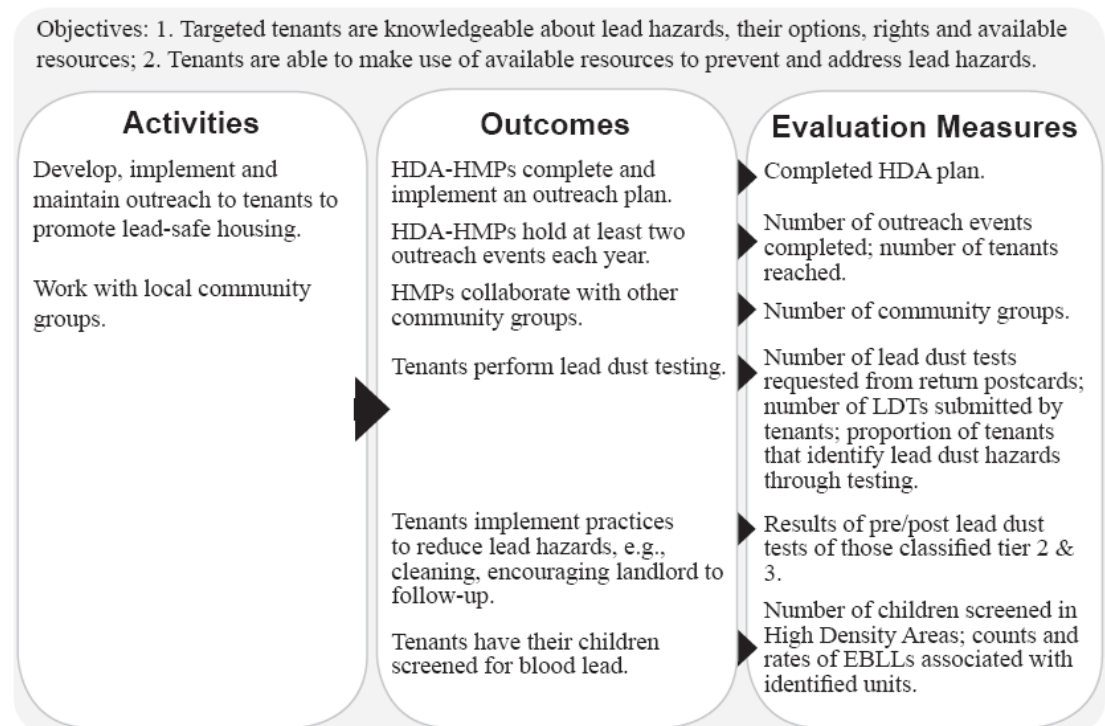 Objectives: 1. Targeted tenants are knowledgeable about lead hazards, their options, rights and available
resources; 2. Tenants are able to make use of available resources to prevent and address lead hazards.
Activities
Develop, implement and
maintain outreach to tenants to
promote lead-safe housing.
Work with local community
groups.
Outcomes
HDA-HMPs complete and
implement an outreach plan.
HDA-HMPs hold at least two
outreach events each year.
HMPs collaborate with other
community groups.
Tenants perform lead dust testing.
Tenants implement practices
to reduce lead hazards, e.g.,
cleaning, encouraging landlord to
follow-up.
Tenants have their children
screened for blood lead.
Evaluation Measures
Completed HDA plan.
Number of outreach events
completed; number of tenants
reached.
Number of community groups.
Number of lead dust tests
requested from return postcards;
number of LDTs submitted by
tenants; proportion of tenants
that identify lead dust hazards
through testing.
Results of pre/post lead dust
tests of those classified tier 2 &
3.
Number of children screened in
High Density Areas; counts and
rates of EBLLs associated with
identified units.